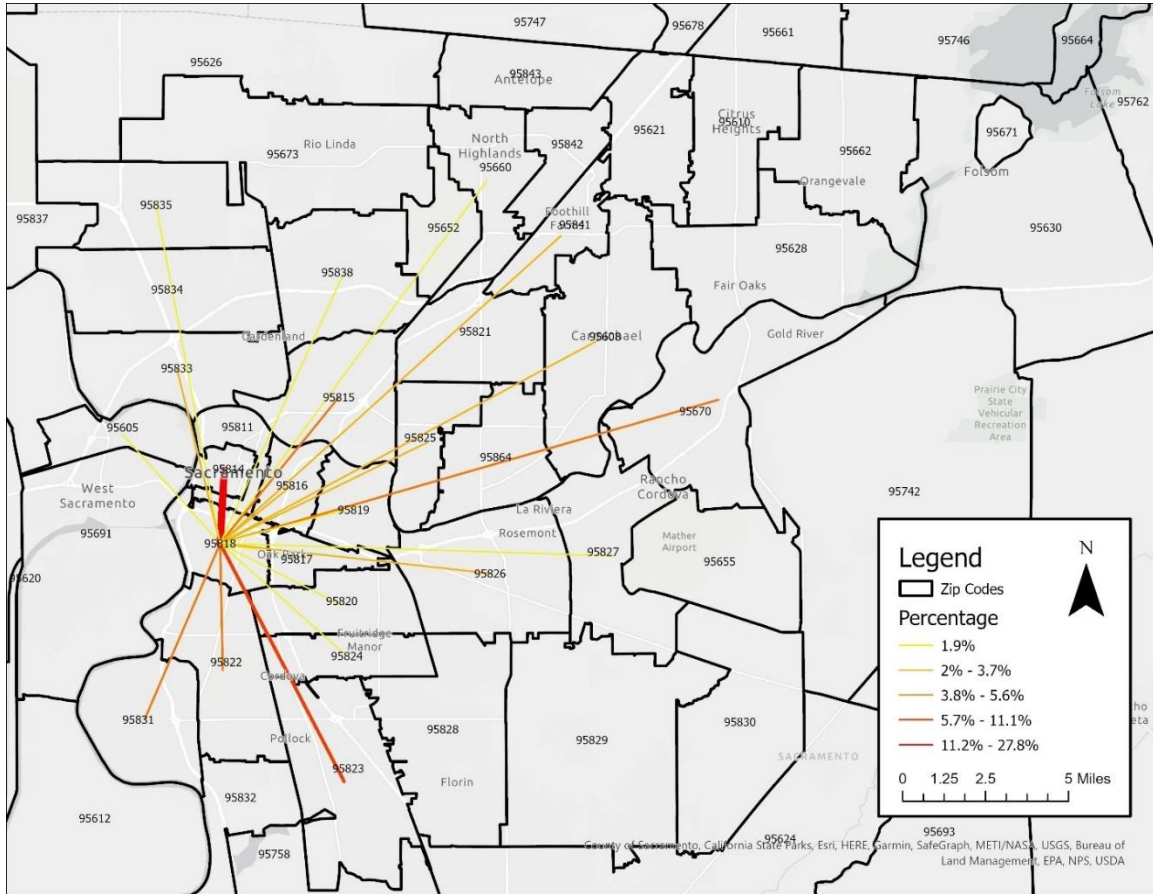 95747
95678
95661
95746
95664
95626
95843
Antelope
95762
Folsom
Lake
95621
Citrus
95610
Heights
95671
95842
North
Highlands
95660
Rio Linda
95673
95662
Orangevale
Folsom
95837
95835
95652
Foothill
95841
95630
95628
95838
Fair Oaks
95834
95821
95608
Gold River
95833
95815
95670
Prairie City
State
Vehicular
Recreation
Area
95605
95811
95825
95864
95814
Sacramento
95816
West
Sacramento
Rancho
Cordova
95742
95819
La Riviera
Rosemont
95691
95818
Oak Park
95817
95827
Mather
Airport
95655
95620
95826
95820
Fruitridge
Manor
95824
95822
95831
Pollock
95823
95828
95829
95830
SACRAMENTO
Florin
95832
95612
95758
95624
95693
Legend
N
Zip Codes
Percentage
1.9%
2% - 3.7%
3.8% - 5.6%
5.7% - 11.1%
11.2% - 27.8%
0 1.25 2.5 5 Miles
County of Sacramento, California State Parks, Esri, HERE, Garmin, SafeGraph, METI/NASA, USGS, Bureau of
Land Management, EPA, NPS, USDA